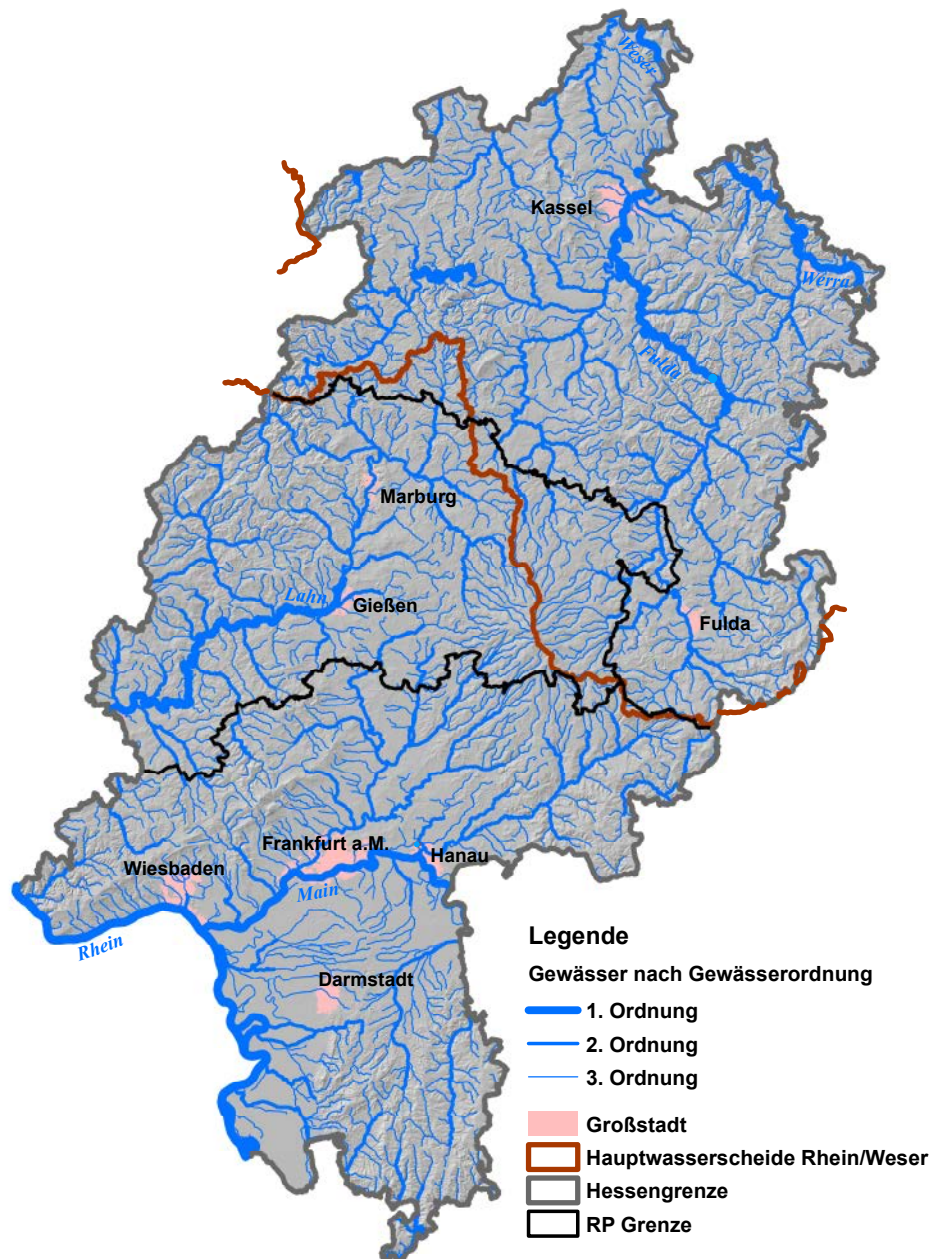 Weser
Kassel
Werra
Fulda
Marburg
Lahn
Gießen
Fulda
Frankfurt a.M.
Hanau
Wiesbaden
Main
Rhein
Darmstadt
Legende
Gewässer nach Gewässerordnung
1. Ordnung
2. Ordnung
3. Ordnung
Großstadt
Hauptwasserscheide Rhein/Weser
Hessengrenze
RP Grenze